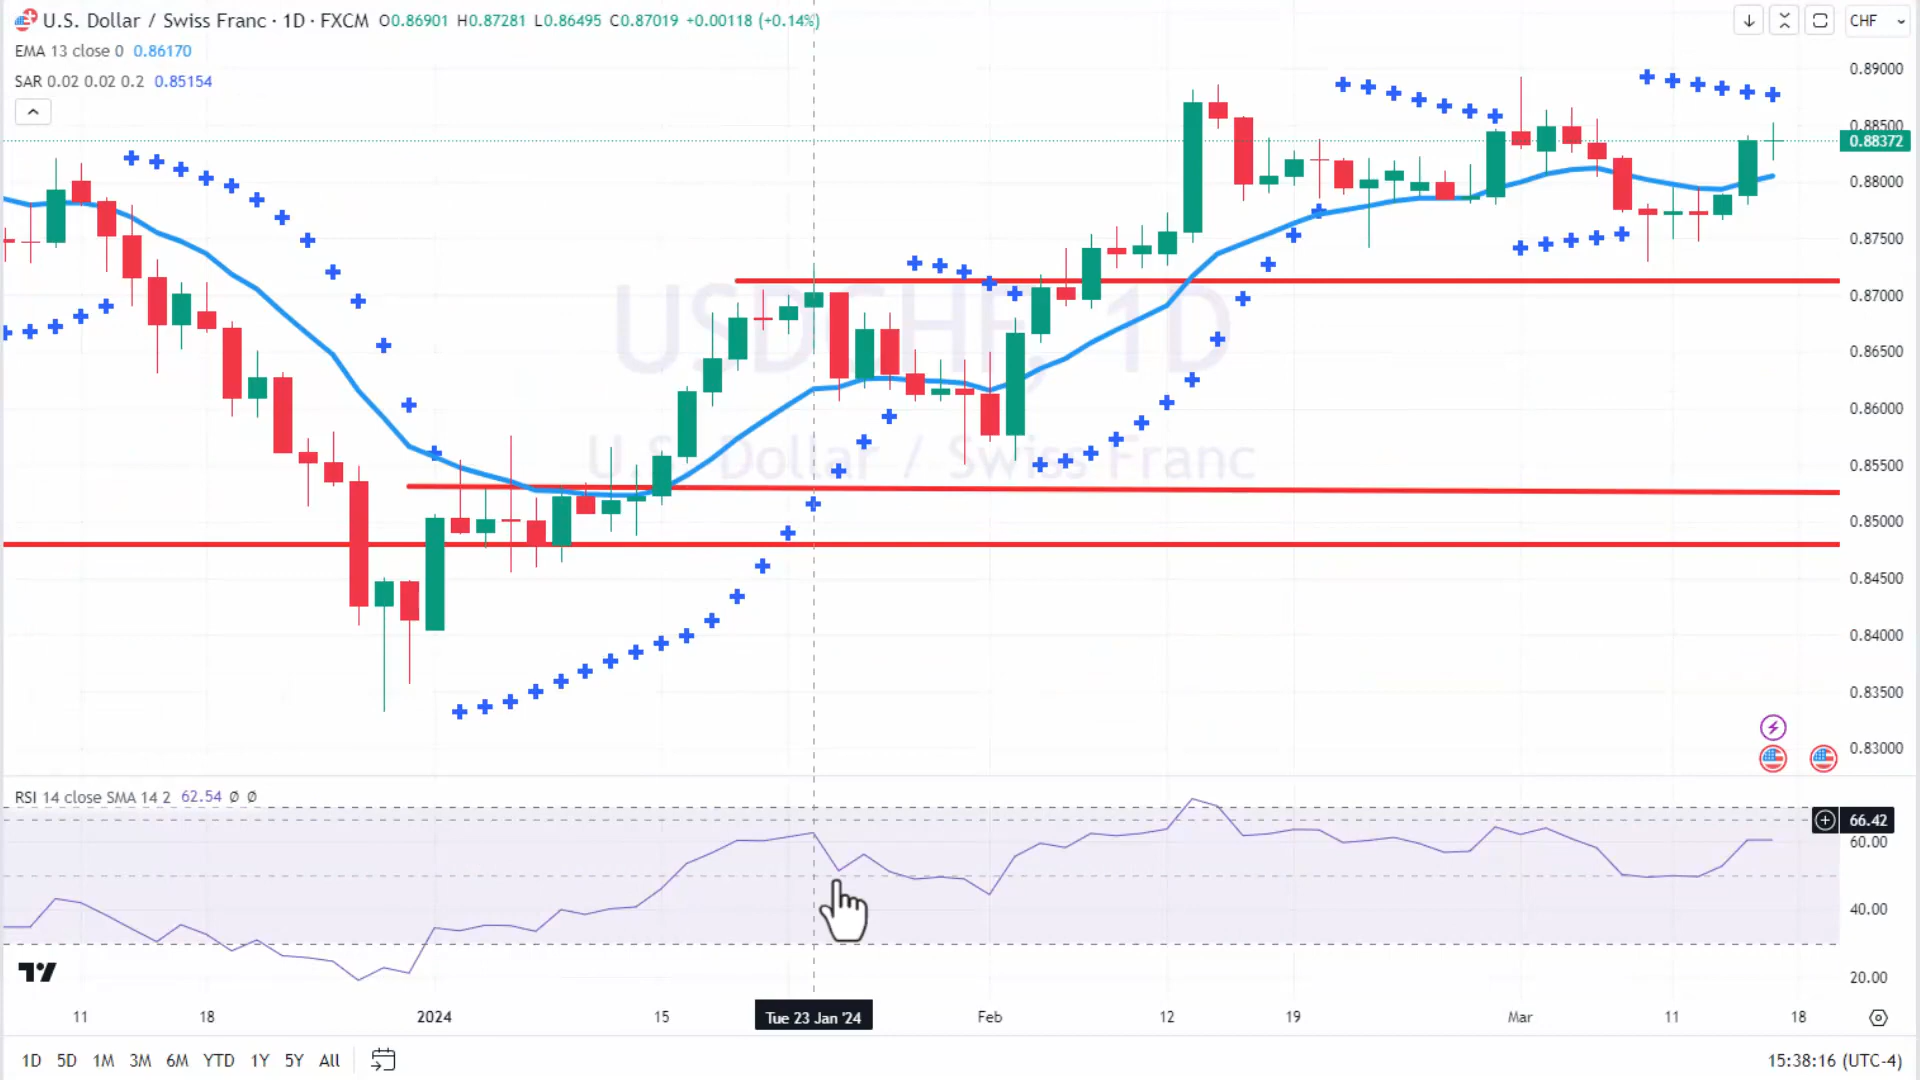 U.S. Dollar / Swiss Franc · 1D · FXCM O0.86901 H0.87281 L0.86495 C0.87019 +0.00118 (+0.14%)
CHF
EMA 13 close 0 0.86170
SAR 0.02 0.02 0.2 0.85154
0.89000
0.88500
0.88372
0.88000
0.87500
0.87000
0.86500
0.86000
0.85500
0.85000
0.84500
0.84000
0.83500
0.83000
USDCHF, 1D
U.S. Dollar / Swiss Franc
RSI 14 close SMA 14 2 62.54 Ø Ø
66.42
60.00
40.00
20.00
11 18 2024 15 Tue 23 Jan '24 Feb 12 19 Mar 11 18
1D 5D 1M 3M 6M YTD 1Y 5Y All
15:38:16 (UTC-4)